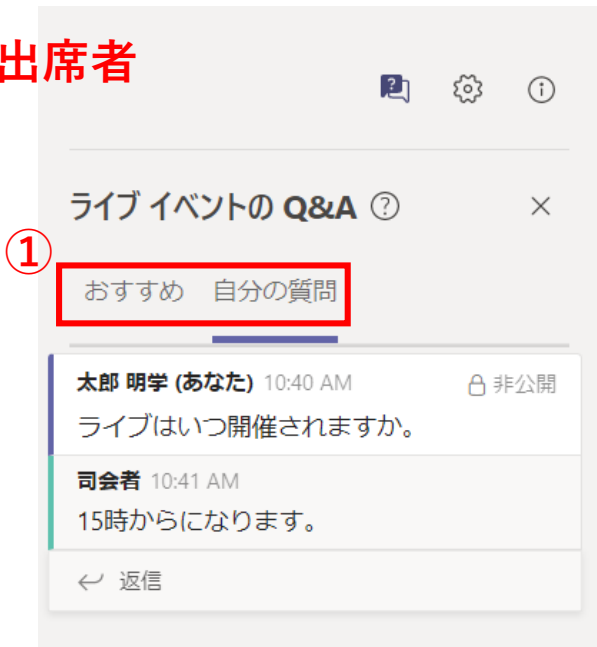 出席者
ライブ イベントの Q&A
①
おすすめ 自分の質問
太郎 明学 (あなた) 10:40 AM 非公開
ライブはいつ開催されますか。
司会者 10:41 AM
15時からになります。
返信